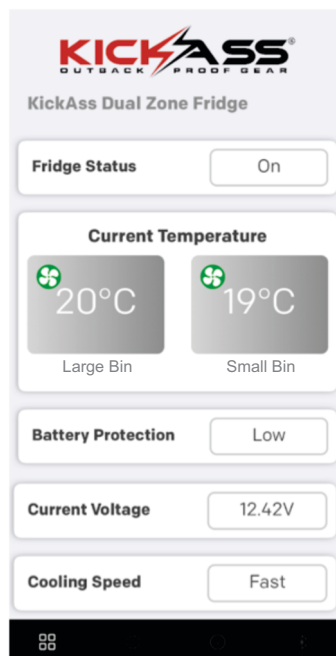 KICKASS®
OUTBACK PROOF GEAR
KickAss Dual Zone Fridge
Fridge Status On
Current Temperature
20°C 19°C
Large Bin Small Bin
Battery Protection Low
Current Voltage 12.42V
Cooling Speed Fast